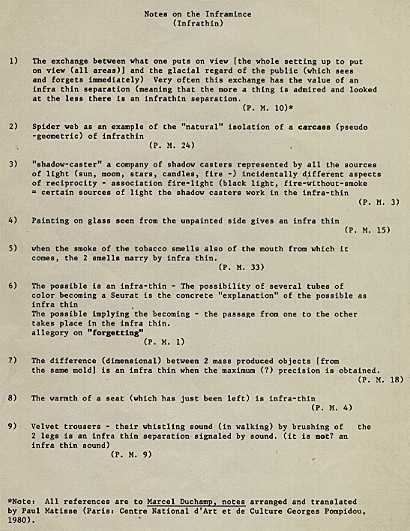 Notes on the Inframince
(Infrathin)
1) The exchange between what one puts on view [the whole setting up to put
on view (all areas)] and the glacial regard of the public (which sees
and forgets immediately) Very often this exchange has the value of an
infra thin separation (meaning that the more a thing is admired and looked
at the less there is an infrathin separation.
(P. M. 10)*
2) Spider web as an example of the "natural" isolation of a carcass (pseudo
-geometric) of infrathin
(P. M. 24)
3) "shadow-caster" a company of shadow casters represented by all the sources
of light (sun, moon, stars, candles, fire -) incidentally different aspects
of reciprocity - association fire-light (black light, fire-without-smoke
= certain sources of light the shadow casters work in the infra-thin
(P. M. 3)
4) Painting on glass seen from the unpainted side gives an infra thin
(P. M. 15)
5) when the smoke of the tobacco smells also of the mouth from which it
comes, the 2 smells marry by infra thin.
(P. M. 33)
6) The possible is an infra-thin - The possibility of several tubes of
color becoming a Seurat is the concrete "explanation" of the possible as
infra thin
The possible implying the becoming - the passage from one to the other
takes place in the infra thin.
allegory on "forgetting"
(P. M. 1)
7) The difference (dimensional) between 2 mass produced objects [from
the same mold] is an infra thin when the maximum (?) precision is obtained.
(P. M. 18)
8) The warmth of a seat (which has just been left) is infra-thin
(P. M. 4)
9) Velvet trousers - their whistling sound (in walking) by brushing of the
2 legs is an infra thin separation signaled by sound. (it is not? an
infra thin sound)
(P. M. 9)
*Note: All references are to Marcel Duchamp, notes arranged and translated
by Paul Matisse (Paris: Centre National d'Art et de Culture Georges Pompidou,
1980).